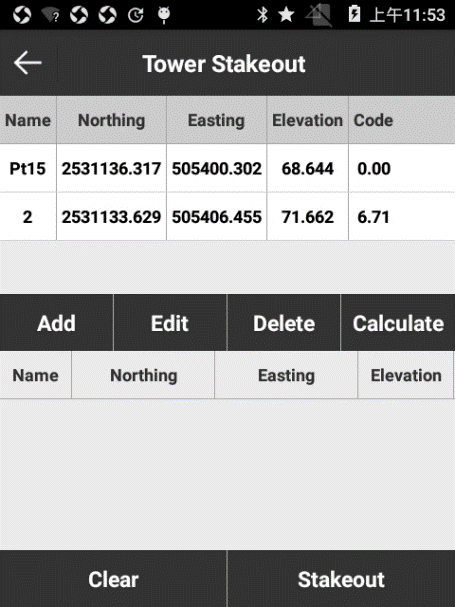 上午11:53
Tower Stakeout
Name Northing Easting Elevation Code
Pt15 2531136.317 505400.302 68.644 0.00
2 2531133.629 505406.455 71.662 6.71
Add Edit Delete Calculate
Name Northing Easting Elevation
Clear Stakeout